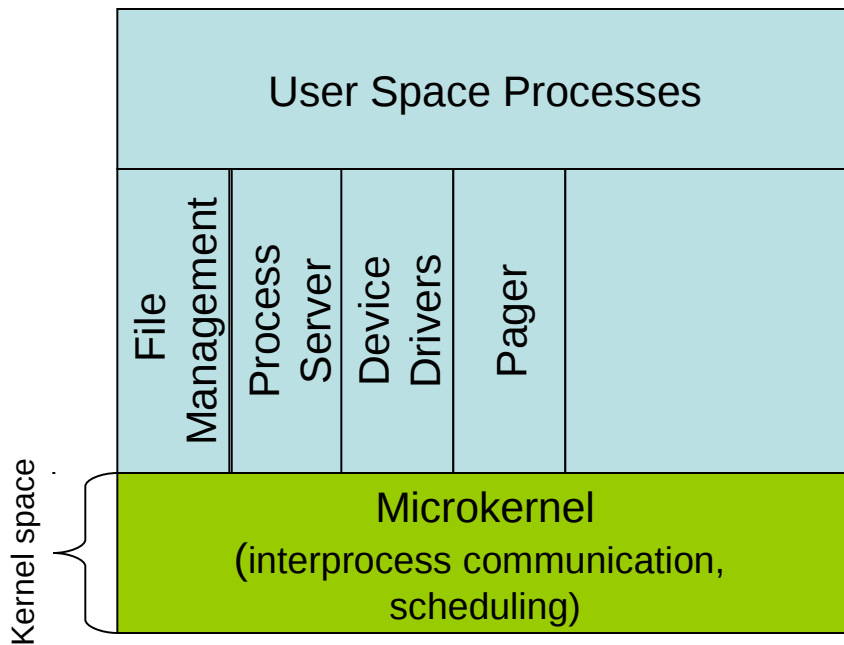 User Space Processes
File
Management
Process
Server
Device
Drivers
Pager
Kernel space
Microkernel
(interprocess communication,
scheduling)